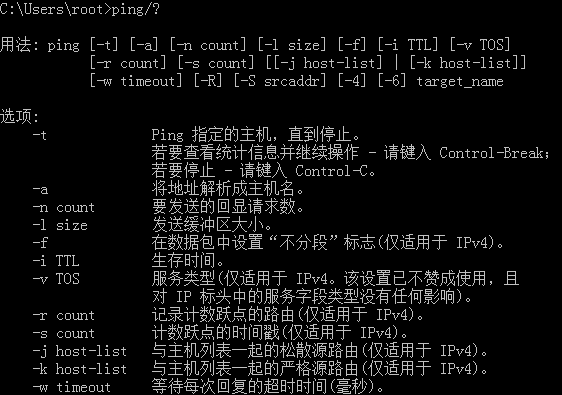 C:\Users\root>ping/?
用法: ping [-t] [-a] [-n count] [-l size] [-f] [-i TTL] [-v TOS]
[-r count] [-s count] [[-j host-list] | [-k host-list]]
[-w timeout] [-R] [-S srcaddr] [-4] [-6] target_name
选项:
-t Ping 指定的主机，直到停止。
若要查看统计信息并继续操作 - 请键入 Control-Break；
若要停止 - 请键入 Control-C。
-a 将地址解析成主机名。
-n count 要发送的回显请求数。
-l size 发送缓冲区大小。
-f 在数据包中设置“不分段”标志(仅适用于 IPv4)。
-i TTL 生存时间。
-v TOS 服务类型(仅适用于 IPv4。该设置已不赞成使用，且
对 IP 标头中的服务字段类型没有任何影响)。
-r count 记录计数跃点的路由(仅适用于 IPv4)。
-s count 计数跃点的时间戳(仅适用于 IPv4)。
-j host-list 与主机列表一起的松散源路由(仅适用于 IPv4)。
-k host-list 与主机列表一起的严格源路由(仅适用于 IPv4)。
-w timeout 等待每次回复的超时时间(毫秒)。